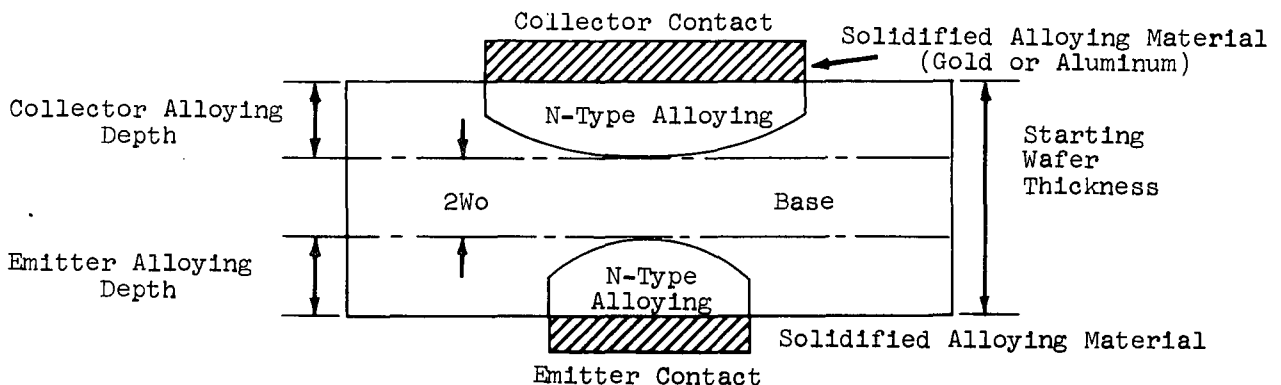 Collector Contact
Solidified Alloying Material
(Gold or Aluminum)
Collector Alloying
Depth
N-Type Alloying
Starting
Wafer
Thickness
2Wo
Base
Emitter Alloying
Depth
N-Type
Alloying
Solidified Alloying Material
Emitter Contact